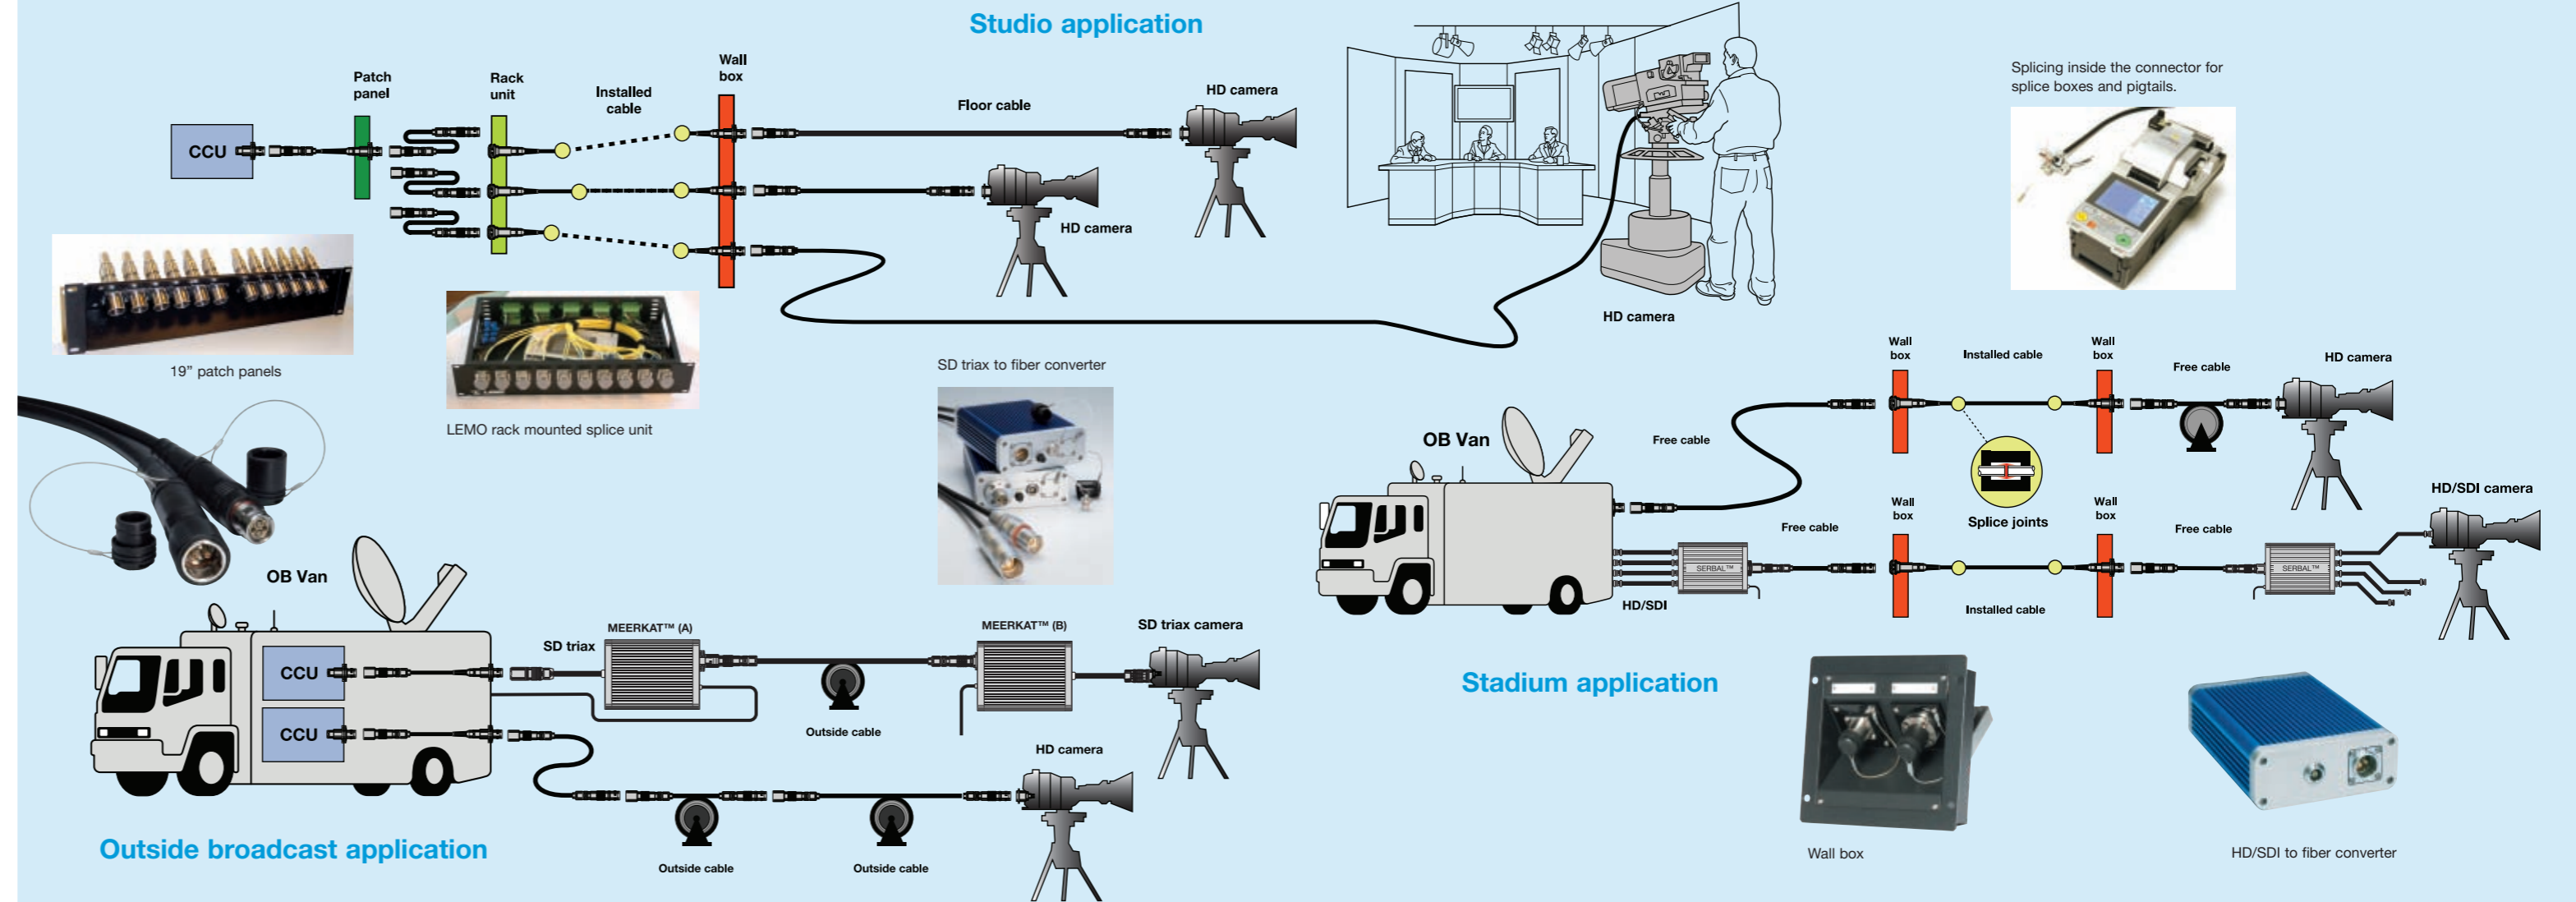 Studio application
CCU
Patch
panel
Rack
unit
Installed
cable
Wall
box
Floor cable
HD camera
HD camera
HD camera
Splicing inside the connector for
splice boxes and pigtails.
19” patch panels
LEMO rack mounted splice unit
SD triax to fiber converter
OB Van
CCU
CCU
SD triax
MEERKAT™ (A)
MEERKAT™ (B)
SD triax camera
Outside cable
HD camera
Outside cable
Outside cable
Outside broadcast application
OB Van
Free cable
Wall
box
Installed cable
Wall
box
Free cable
HD camera
Splice joints
HD/SDI
SERBAL™
Free cable
Wall
box
Installed cable
Wall
box
Free cable
SERBAL™
HD/SDI camera
Stadium application
Wall box
HD/SDI to fiber converter